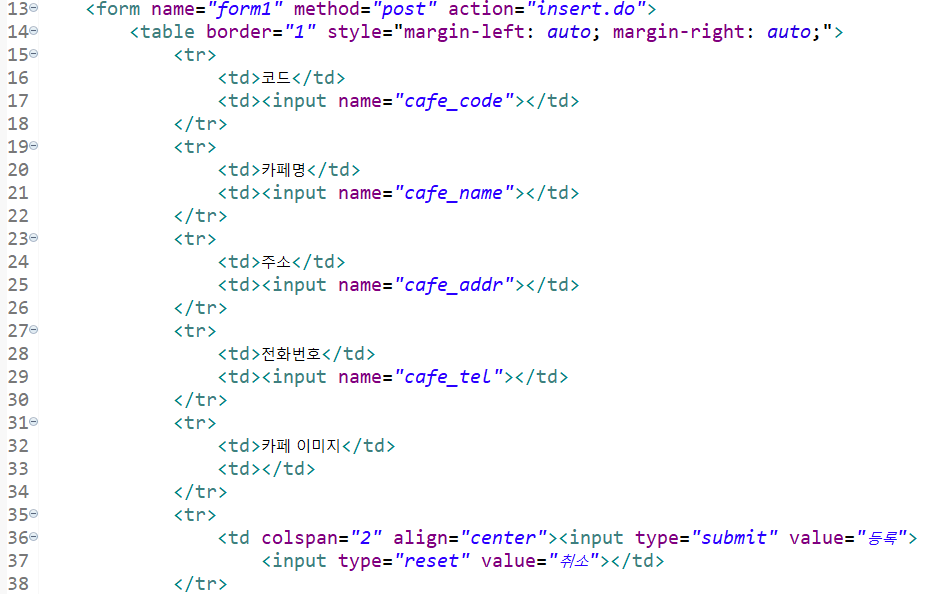 13 <form name="form1" method="post" action="insert.do">
14 <table border="1" style="margin-left: auto; margin-right: auto;">
15 <tr>
16 <td>코드</td>
17 <td><input name="cafe_code"></td>
18 </tr>
19 <tr>
20 <td>카페명</td>
21 <td><input name="cafe_name"></td>
22 </tr>
23 <tr>
24 <td>주소</td>
25 <td><input name="cafe_addr"></td>
26 </tr>
27 <tr>
28 <td>전화번호</td>
29 <td><input name="cafe_tel"></td>
30 </tr>
31 <tr>
32 <td>카페 이미지</td>
33 <td></td>
34 </tr>
35 <tr>
36 <td colspan="2" align="center"><input type="submit" value="등록">
37 <input type="reset" value="취소"></td>
38 </tr>